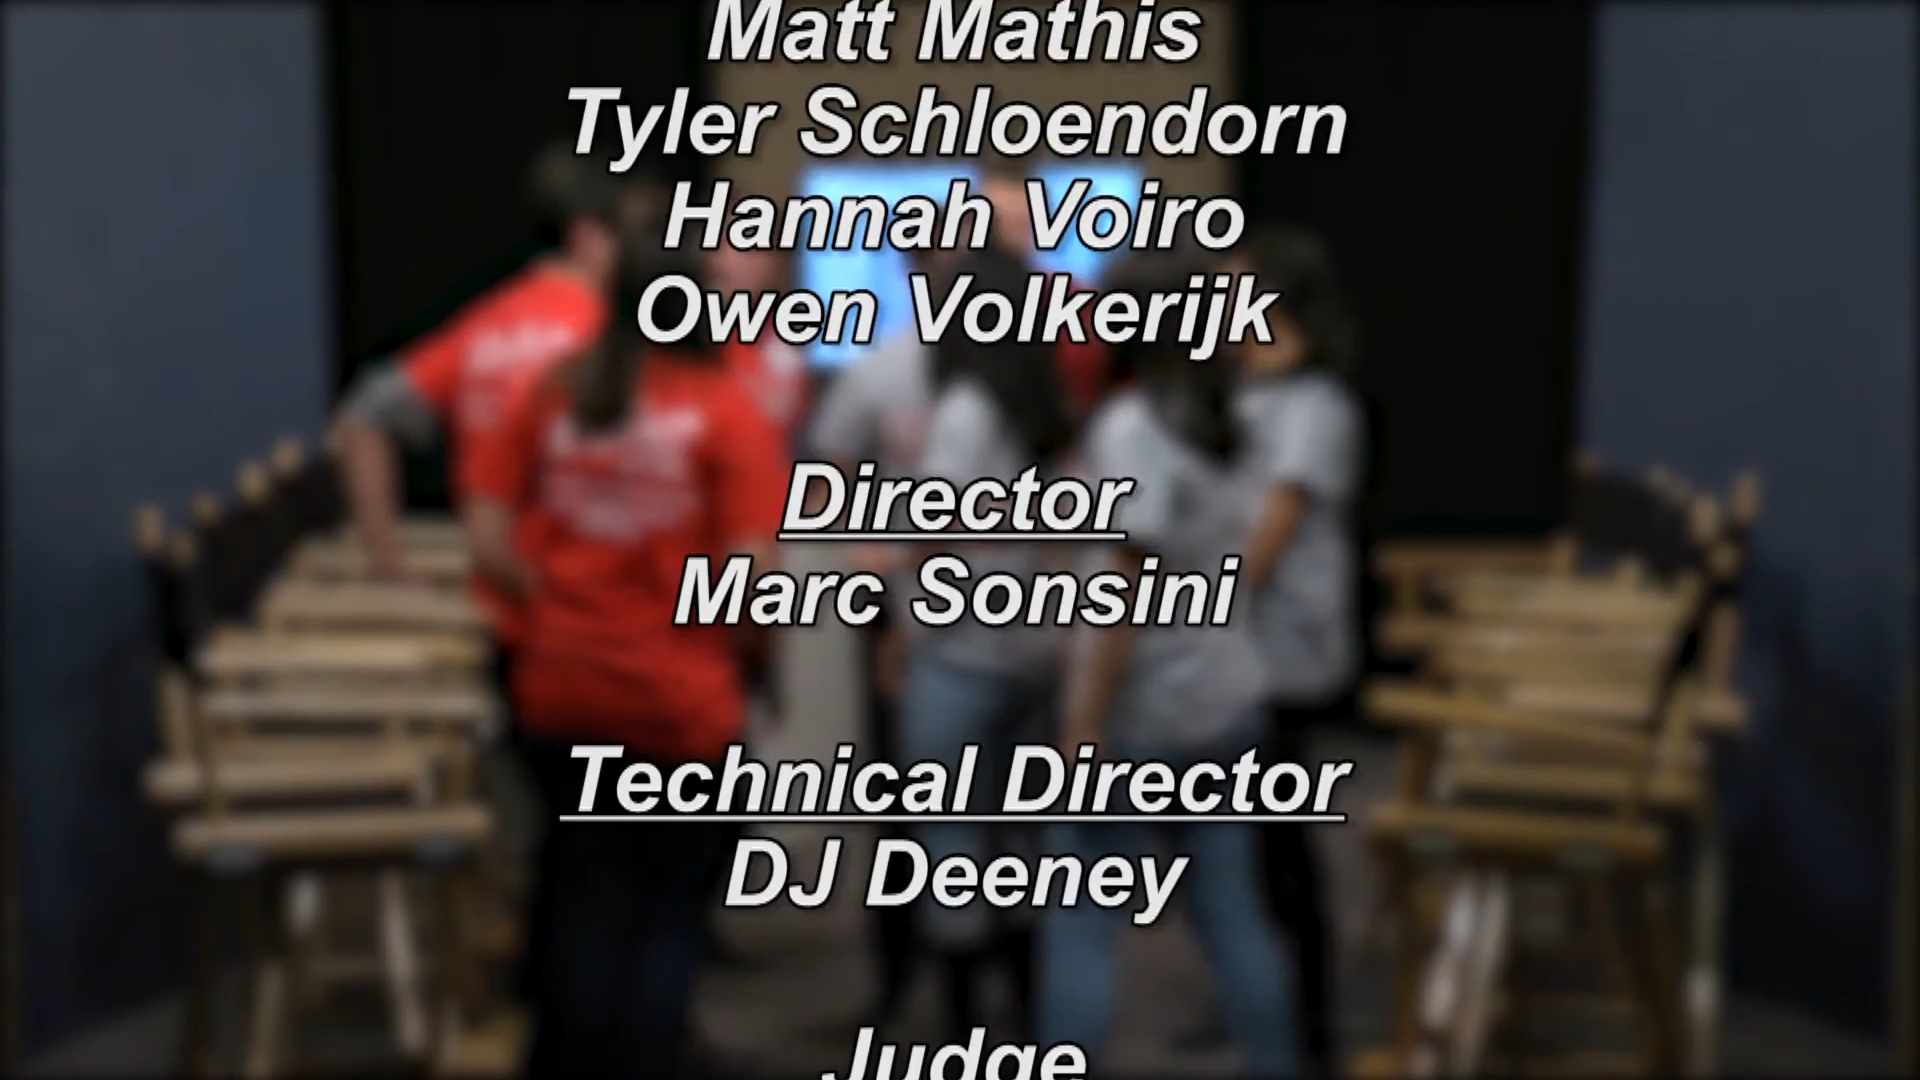 Matt Mathis
Tyler Schloendorn
Hannah Voiro
Owen Volkerijk
Director
Marc Sonsini
Technical Director
DJ Deeney
Judge